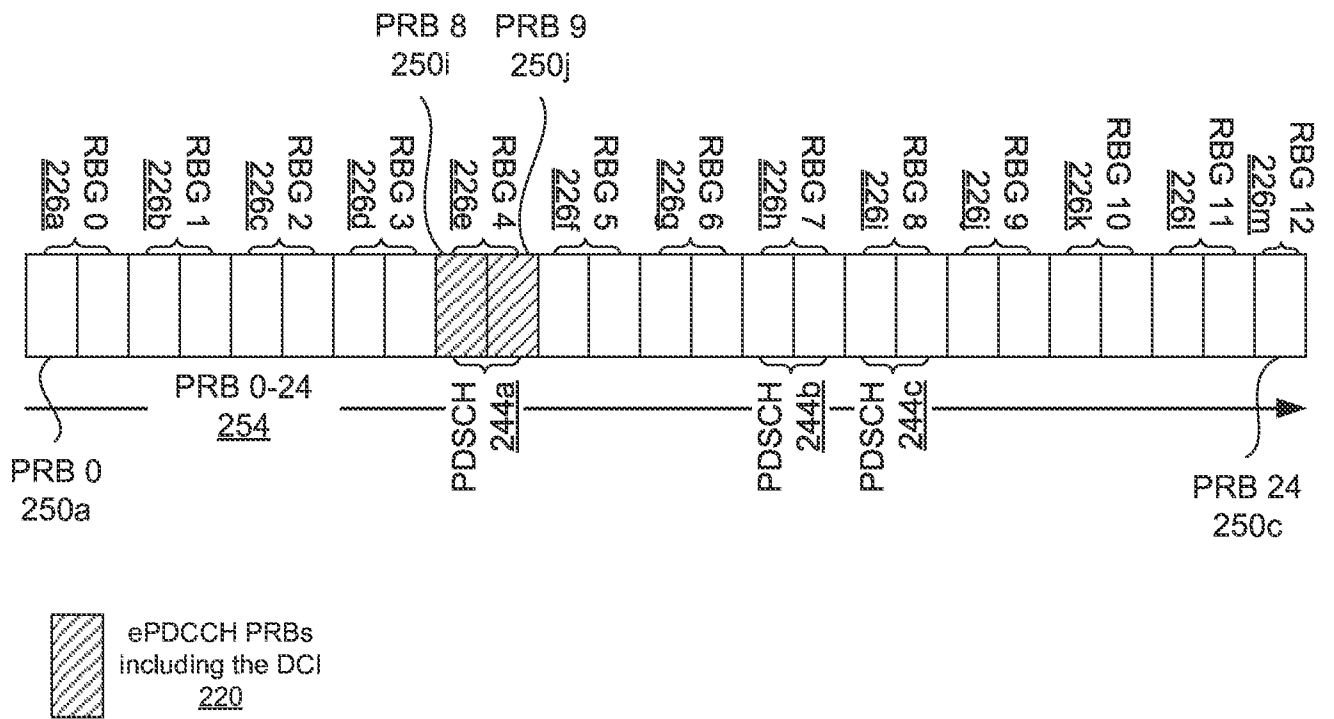 PRB 8
250i
PRB 9
250j
RBG 0
226a
RBG 1
226b
RBG 2
226c
RBG 3
226d
RBG 4
226e
RBG 5
226f
RBG 6
226g
RBG 7
226h
RBG 8
226i
RBG 9
226j
RBG 10
226k
RBG 11
226l
RBG 12
226m
PRB 0-24
254
PDSCH
244a
PDSCH
244b
PDSCH
244c
PRB 0
250a
PRB 24
250c
ePDCCH PRBs
including the DCI
220